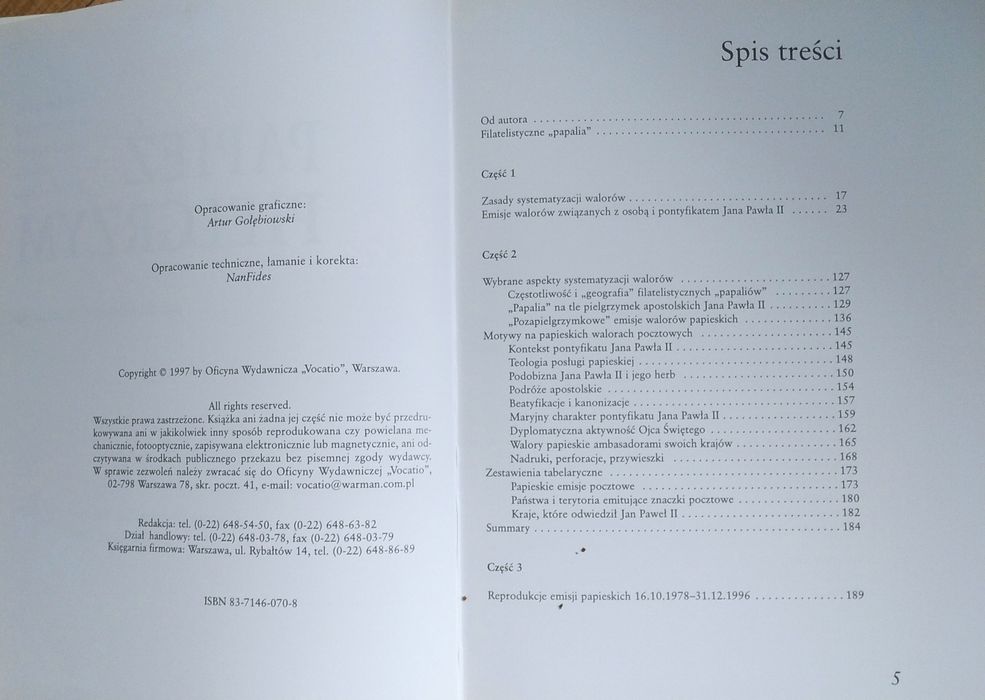 Opracowanie graficzne:
Artur Gołębiowski
Opracowanie techniczne, łamanie i korekta:
NanFides
Copyright © 1997 by Oficyna Wydawnicza „Vocatio”, Warszawa.
All rights reserved.
Wszystkie prawa zastrzeżone. Książka ani żadna jej część nie może być przedru-
kowywana ani w jakikolwiek inny sposób reprodukowana czy powielana me-
chanicznie, fotooptycznie, zapisywana elektronicznie lub magnetycznie, ani od-
czytywana w środkach publicznego przekazu bez pisemnej zgody wydawcy.
W sprawie zezwoleń należy zwracać się do Oficyny Wydawniczej „Vocatio”,
02-798 Warszawa 78, skr. poczt. 41, e-mail: vocatio@warman.com.pl
Redakcja: tel. (0-22) 648-54-50, fax (0-22) 648-63-82
Dział handlowy: tel. (0-22) 648-03-78, fax (0-22) 648-03-79
Księgarnia firmowa: Warszawa, ul. Rybałtów 14, tel. (0-22) 648-86-89
ISBN 83-7146-070-8
Spis treści
Od autora . . . . . . . . . . 7
Filatelistyczne „papalia” . . . . . . . . . . 11
Część 1
Zasady systematyzacji walorów . . . . . . . . . . 17
Emisje walorów związanych z osobą i pontyfikatem Jana Pawła II . . . . . . 23
Część 2
Wybrane aspekty systematyzacji walorów . . . . . . . . . . 127
Częstotliwość i „geografia” filatelistycznych „papaliów” . . . . . . . . . 127
„Papalia” na tle pielgrzymek apostolskich Jana Pawła II . . . . . . . . . . 129
„Pozapielgrzymkowe” emisje walorów papieskich . . . . . . . . . . 136
Motywy na papieskich walorach pocztowych . . . . . . . . . . 145
Kontekst pontyfikatu Jana Pawła II . . . . . . . . . . 145
Teologia posługi papieskiej . . . . . . . . . . 148
Podobizna Jana Pawła II i jego herb . . . . . . . . . . 150
Podróże apostolskie . . . . . . . . . . 154
Beatyfikacje i kanonizacje . . . . . . . . . . 157
Maryjny charakter pontyfikatu Jana Pawła II . . . . . . . . . . 159
Dyplomatyczna aktywność Ojca Świętego . . . . . . . . . . 162
Walory papieskie ambasadorami swoich krajów . . . . . . . . . . 165
Nadruki, perforacje, przywieszki . . . . . . . . . . 168
Zestawienia tabelaryczne . . . . . . . . . . 173
Papieskie emisje pocztowe . . . . . . . . . . 173
Państwa i terytoria emitujące znaczki pocztowe . . . . . . . . . . 180
Kraje, które odwiedził Jan Paweł II . . . . . . . . . . 182
Summary . . . . . . . . . . 184
Część 3
Reprodukcje emisji papieskich 16.10.1978–31.12.1996 . . . . . . . . . . 189
5